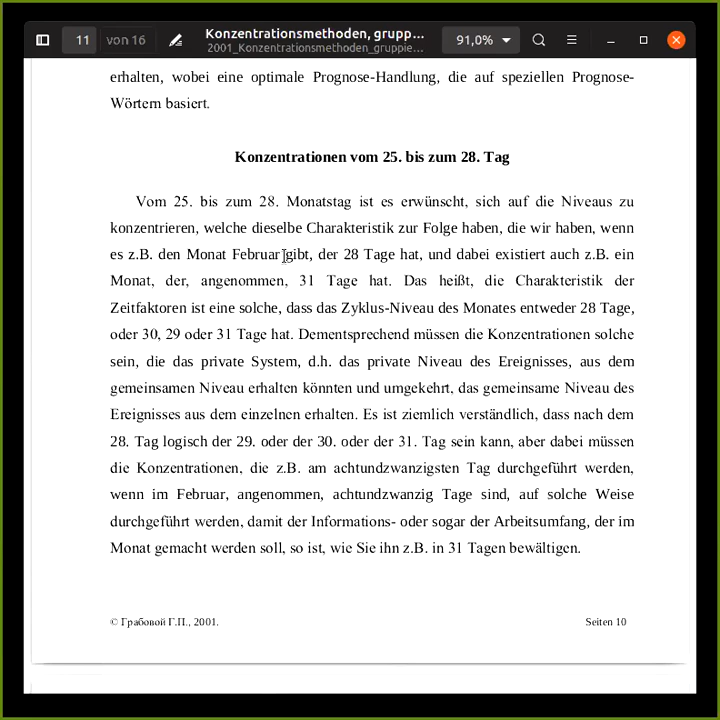 11
von 16
Konzentrationsmethoden, grupp...
2001_Konzentrationsmethoden_gruppie...
91,0%
erhalten, wobei eine optimale Prognose-Handlung, die auf speziellen Prognose-
Wörtern basiert.
Konzentrationen vom 25. bis zum 28. Tag
Vom 25. bis zum 28. Monatstag ist es erwünscht, sich auf die Niveaus zu
konzentrieren, welche dieselbe Charakteristik zur Folge haben, die wir haben, wenn
es z.B. den Monat Februar gibt, der 28 Tage hat, und dabei existiert auch z.B. ein
Monat, der, angenommen, 31 Tage hat. Das heißt, die Charakteristik der
Zeitfaktoren ist eine solche, dass das Zyklus-Niveau des Monates entweder 28 Tage,
oder 30, 29 oder 31 Tage hat. Dementsprechend müssen die Konzentrationen solche
sein, die das private System, d.h. das private Niveau des Ereignisses, aus dem
gemeinsamen Niveau erhalten könnten und umgekehrt, das gemeinsame Niveau des
Ereignisses aus dem einzelnen erhalten. Es ist ziemlich verständlich, dass nach dem
28. Tag logisch der 29. oder der 30. oder der 31. Tag sein kann, aber dabei müssen
die Konzentrationen, die z.B. am achtundzwanzigsten Tag durchgeführt werden,
wenn im Februar, angenommen, achtundzwanzig Tage sind, auf solche Weise
durchgeführt werden, damit der Informations- oder sogar der Arbeitsumfang, der im
Monat gemacht werden soll, so ist, wie Sie ihn z.B. in 31 Tagen bewältigen.
© Грабовой Г.П., 2001.
Seiten 10